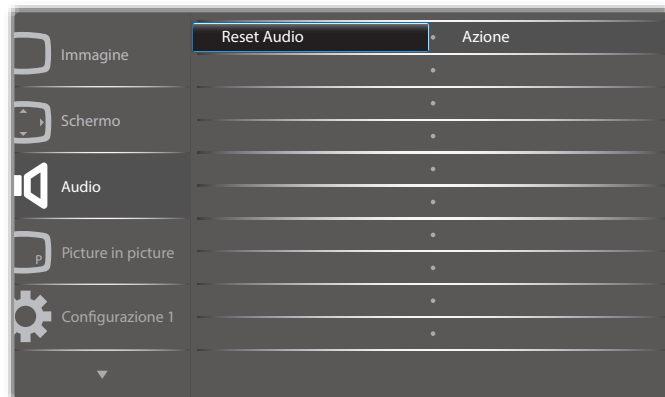 Immagine
Schermo
Audio
P
Picture in picture
Configurazione 1
Reset Audio
Azione